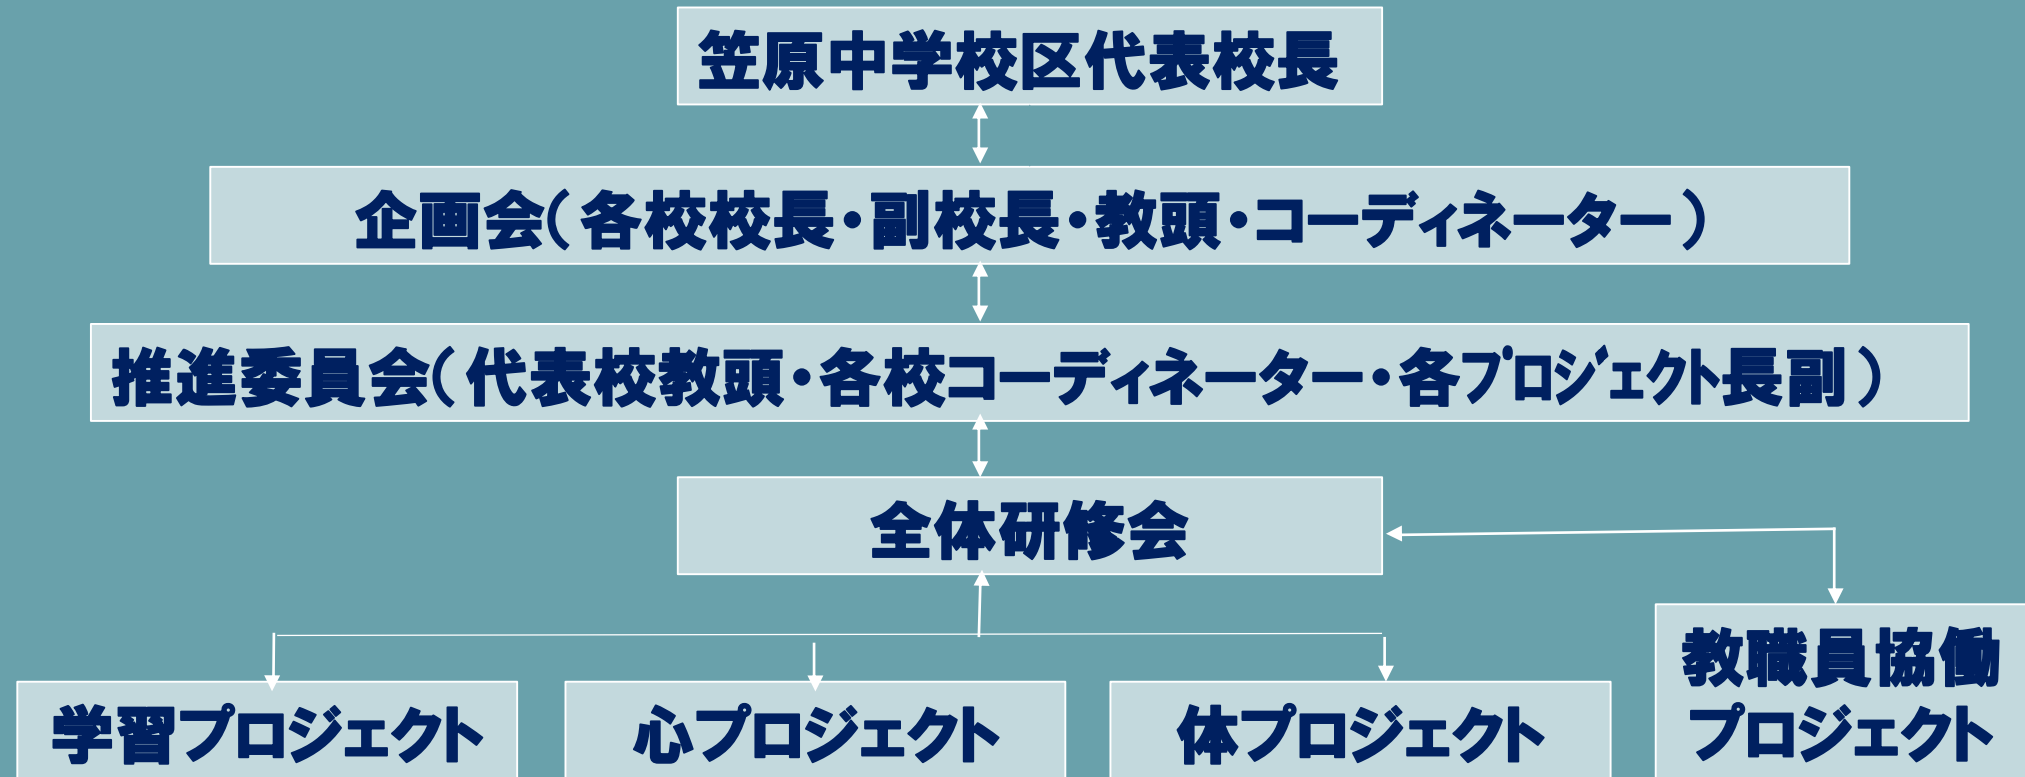 笠原中学校区代表校長
企画会（各校校長・副校長・教頭・コーディネーター）
推進委員会（代表校教頭・各校コーディネーター・各ﾌﾟﾛｼﾞｪｸﾄ長副）
全体研修会
教職員協働
プロジェクト
学習プロジェクト
心プロジェクト
体プロジェクト